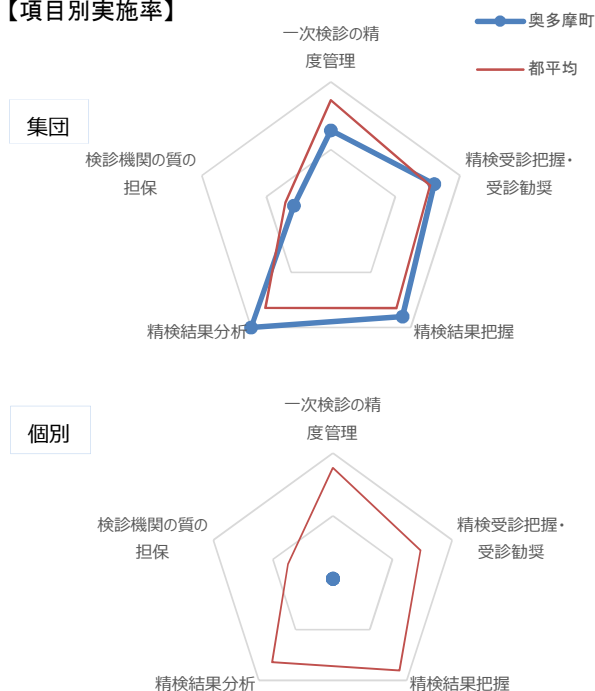 【項目別実施率】
奥多摩町
都平均
集団
一次検診の精
度管理
精検受診把握・
受診勧奨
精検結果把握
精検結果分析
検診機関の質の
担保
個別
一次検診の精
度管理
精検受診把握・
受診勧奨
精検結果把握
精検結果分析
検診機関の質の
担保